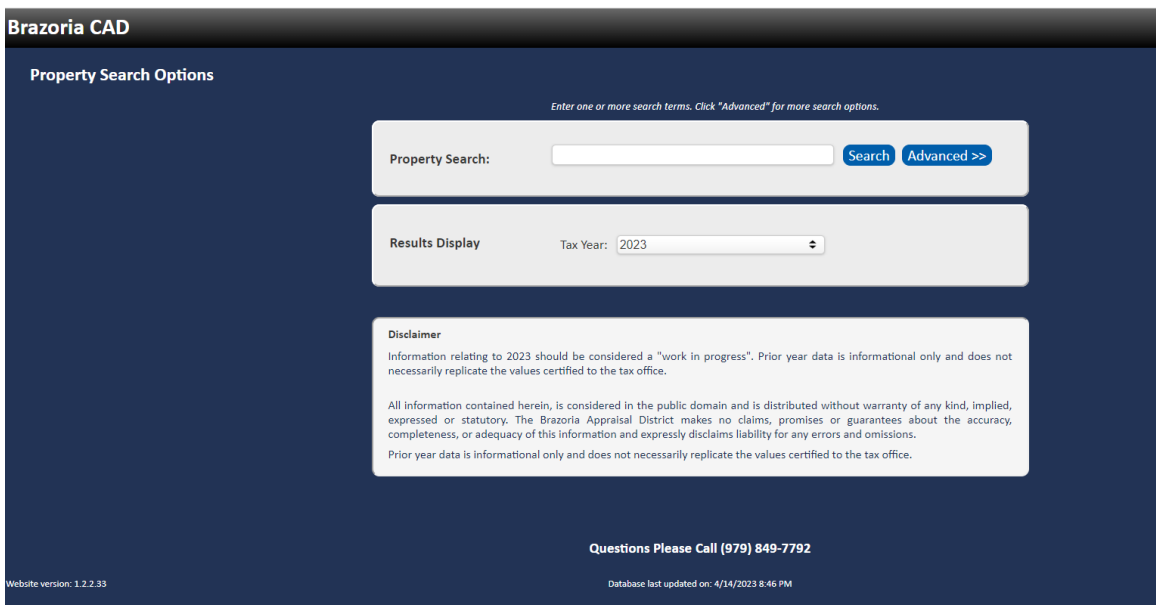 Brazoria CAD
Property Search Options
Enter one or more search terms. Click "Advanced" for more search options.
Property Search: Search Advanced >>
Results Display Tax Year: 2023
Disclaimer
Information relating to 2023 should be considered a "work in progress". Prior year data is informational only and does not
necessarily replicate the values certified to the tax office.
All information contained herein, is considered in the public domain and is distributed without warranty of any kind, implied,
expressed or statutory. The Brazoria Appraisal District makes no claims, promises or guarantees about the accuracy,
completeness, or adequacy of this information and expressly disclaims liability for any errors and omissions.
Prior year data is informational only and does not necessarily replicate the values certified to the tax office.
Questions Please Call (979) 849-7792
Website version: 1.2.2.33 Database last updated on: 4/14/2023 8:46 PM